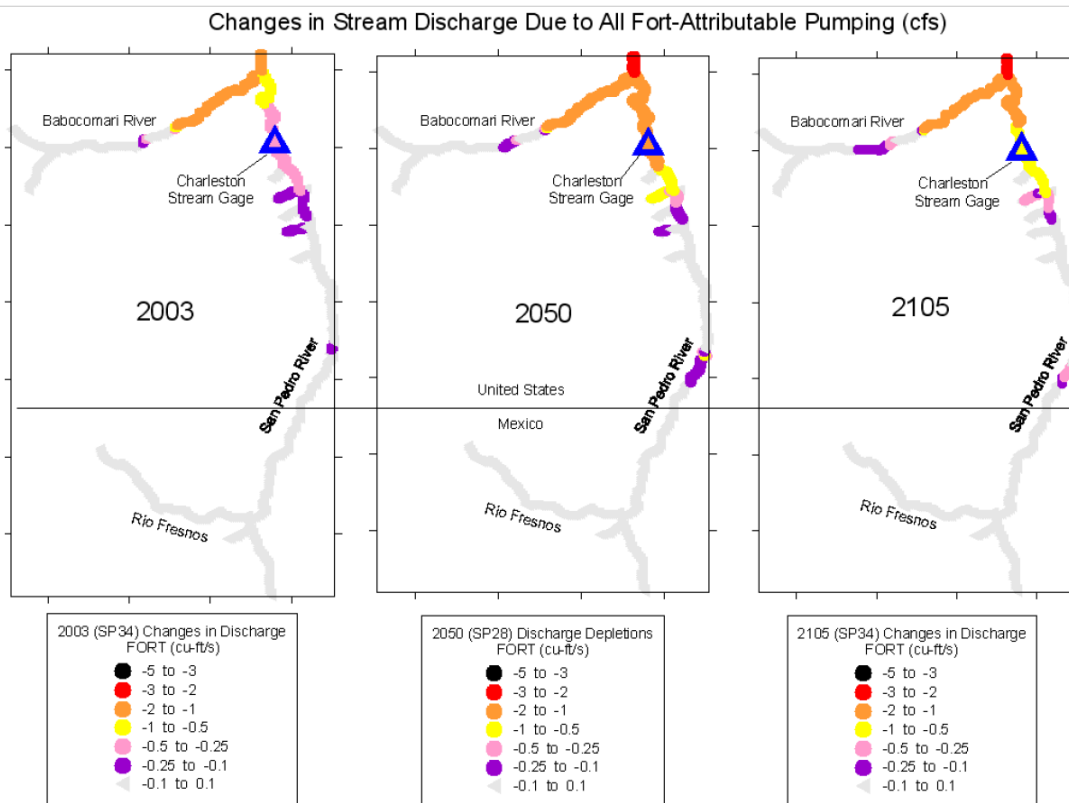 Changes in Stream Discharge Due to All Fort-Attributable Pumping (cfs)
Babocomari River
Charleston
Stream Gage
2003
San Pedro River
Rio Fresnos
Babocomari River
Charleston
Stream Gage
2050
San Pedro River
United States
Mexico
Rio Fresnos
Babocomari River
Charleston
Stream Gage
2105
San Pedro River
Rio Fresnos
2003 (SP34) Changes in Discharge
FORT (cu-ft/s)
-5 to -3
-3 to -2
-2 to -1
-1 to -0.5
-0.5 to -0.25
-0.25 to -0.1
-0.1 to 0.1
2050 (SP28) Discharge Depletions
FORT (cu-ft/s)
-5 to -3
-3 to -2
-2 to -1
-1 to -0.5
-0.5 to -0.25
-0.25 to -0.1
-0.1 to 0.1
2105 (SP34) Changes in Discharge
FORT (cu-ft/s)
-5 to -3
-3 to -2
-2 to -1
-1 to -0.5
-0.5 to -0.25
-0.25 to -0.1
-0.1 to 0.1